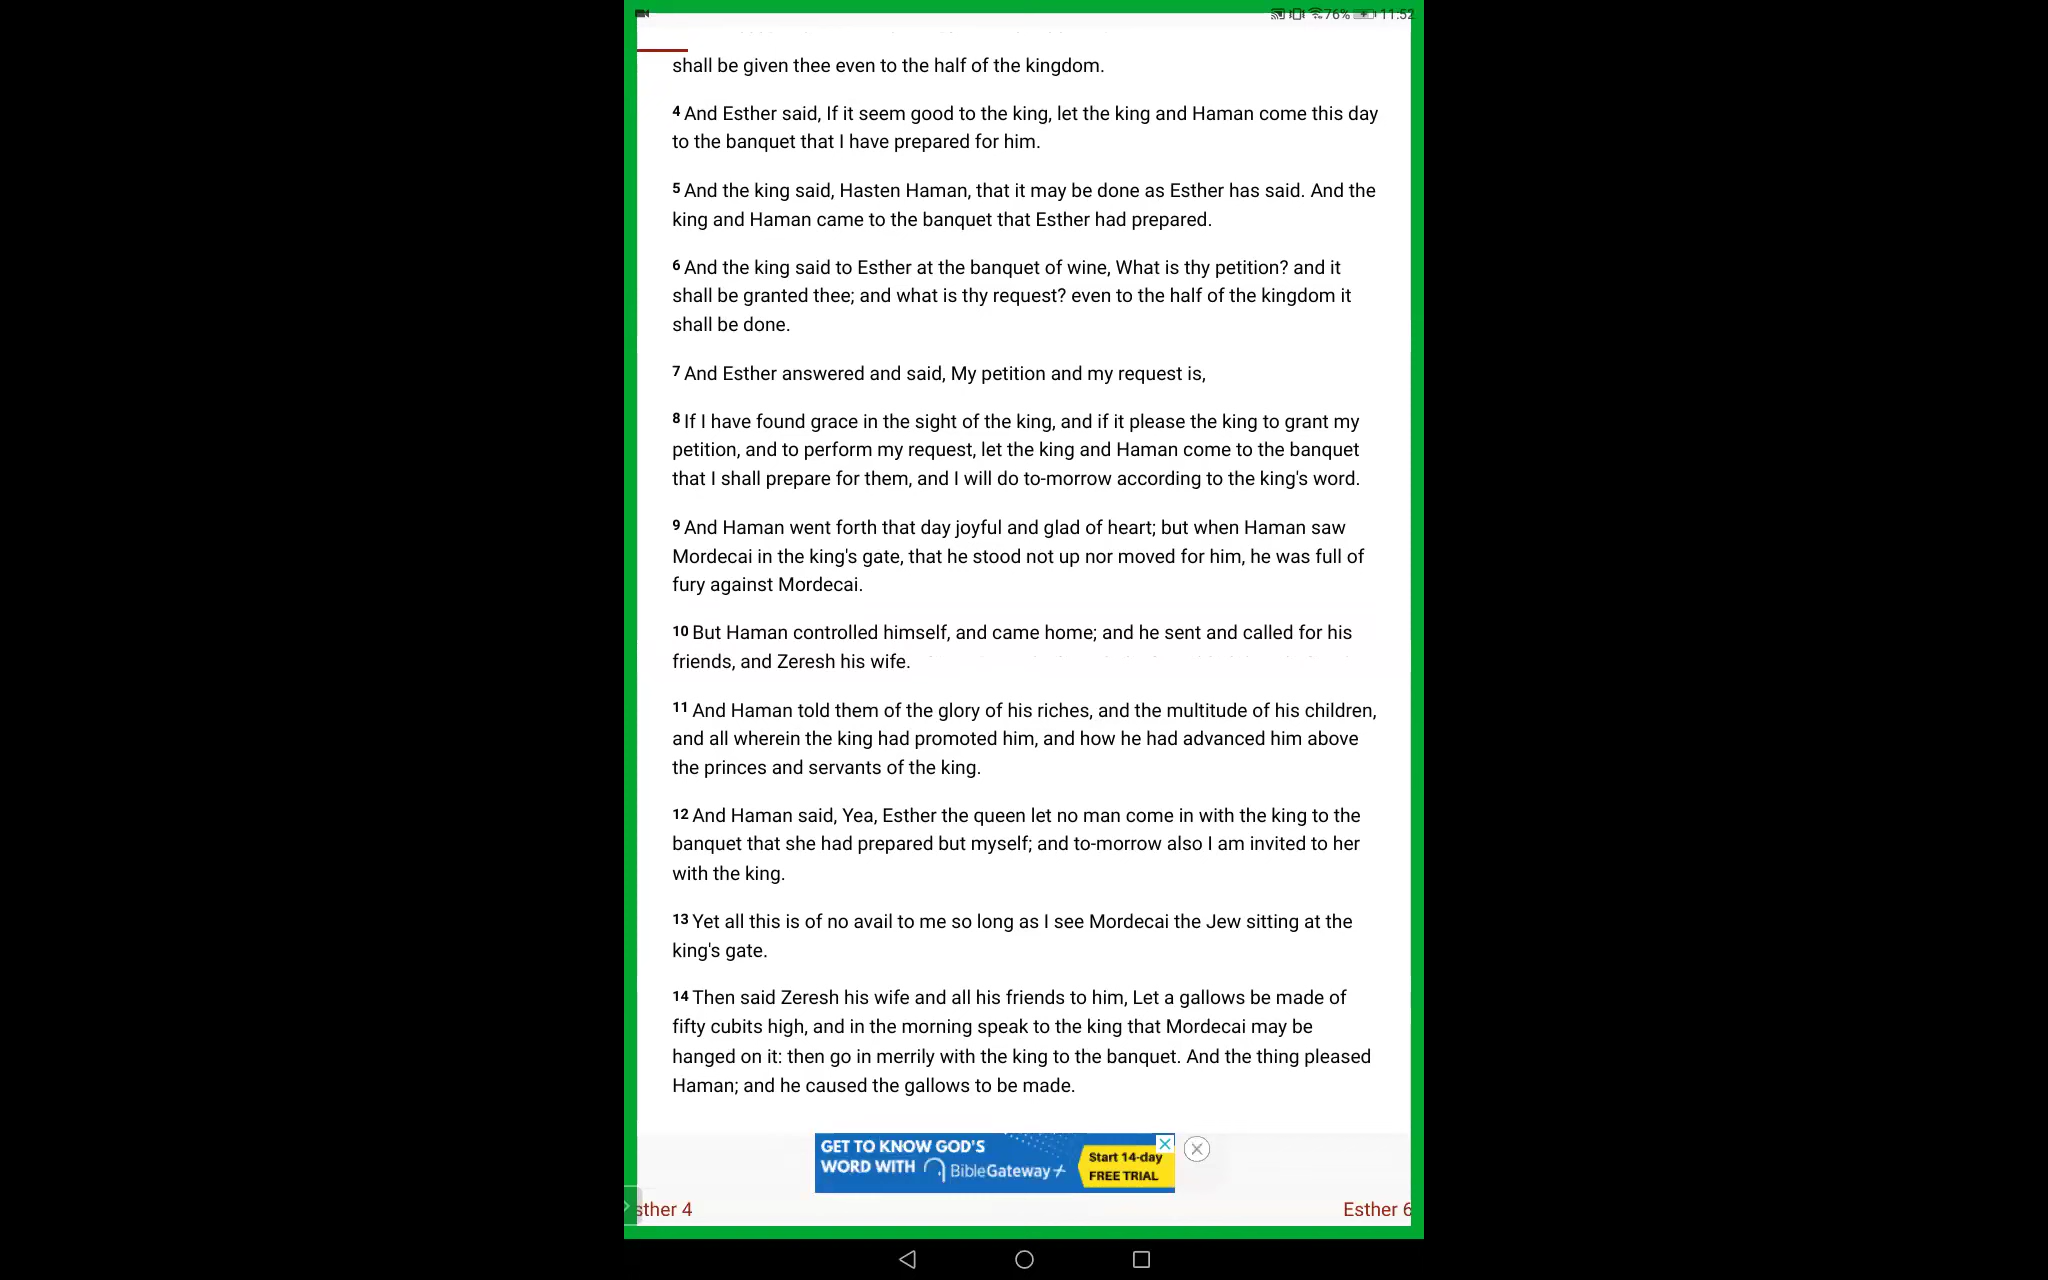 76% 11:52
shall be given thee even to the half of the kingdom.
4 And Esther said, If it seem good to the king, let the king and Haman come this day
to the banquet that I have prepared for him.
5 And the king said, Hasten Haman, that it may be done as Esther has said. And the
king and Haman came to the banquet that Esther had prepared.
6 And the king said to Esther at the banquet of wine, What is thy petition? and it
shall be granted thee; and what is thy request? even to the half of the kingdom it
shall be done.
7 And Esther answered and said, My petition and my request is,
8 If I have found grace in the sight of the king, and if it please the king to grant my
petition, and to perform my request, let the king and Haman come to the banquet
that I shall prepare for them, and I will do to-morrow according to the king's word.
9 And Haman went forth that day joyful and glad of heart; but when Haman saw
Mordecai in the king's gate, that he stood not up nor moved for him, he was full of
fury against Mordecai.
10 But Haman controlled himself, and came home; and he sent and called for his
friends, and Zeresh his wife.
11 And Haman told them of the glory of his riches, and the multitude of his children,
and all wherein the king had promoted him, and how he had advanced him above
the princes and servants of the king.
12 And Haman said, Yea, Esther the queen let no man come in with the king to the
banquet that she had prepared but myself; and to-morrow also I am invited to her
with the king.
13 Yet all this is of no avail to me so long as I see Mordecai the Jew sitting at the
king's gate.
14 Then said Zeresh his wife and all his friends to him, Let a gallows be made of
fifty cubits high, and in the morning speak to the king that Mordecai may be
hanged on it: then go in merrily with the king to the banquet. And the thing pleased
Haman; and he caused the gallows to be made.
GET TO KNOW GOD'S
WORD WITH BibleGateway+
Start 14-day
FREE TRIAL
sther 4
Esther 6